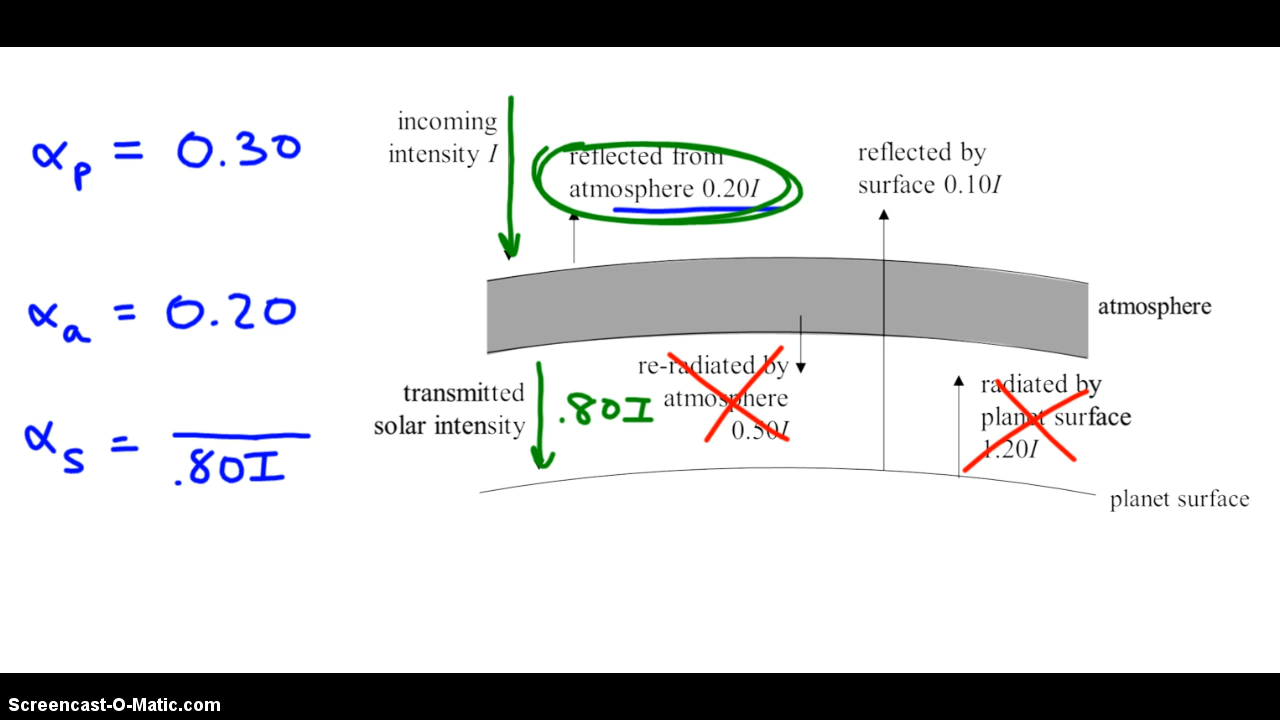 αp = 0.30
αa = 0.20
αs = ―
.80I
incoming
intensity I
reflected from
atmosphere 0.20I
reflected by
surface 0.10I
atmosphere
transmitted
solar intensity
.80I
re-radiated by
atmosphere
0.50I
radiated by
planet surface
1.20I
planet surface
Screencast-O-Matic.com